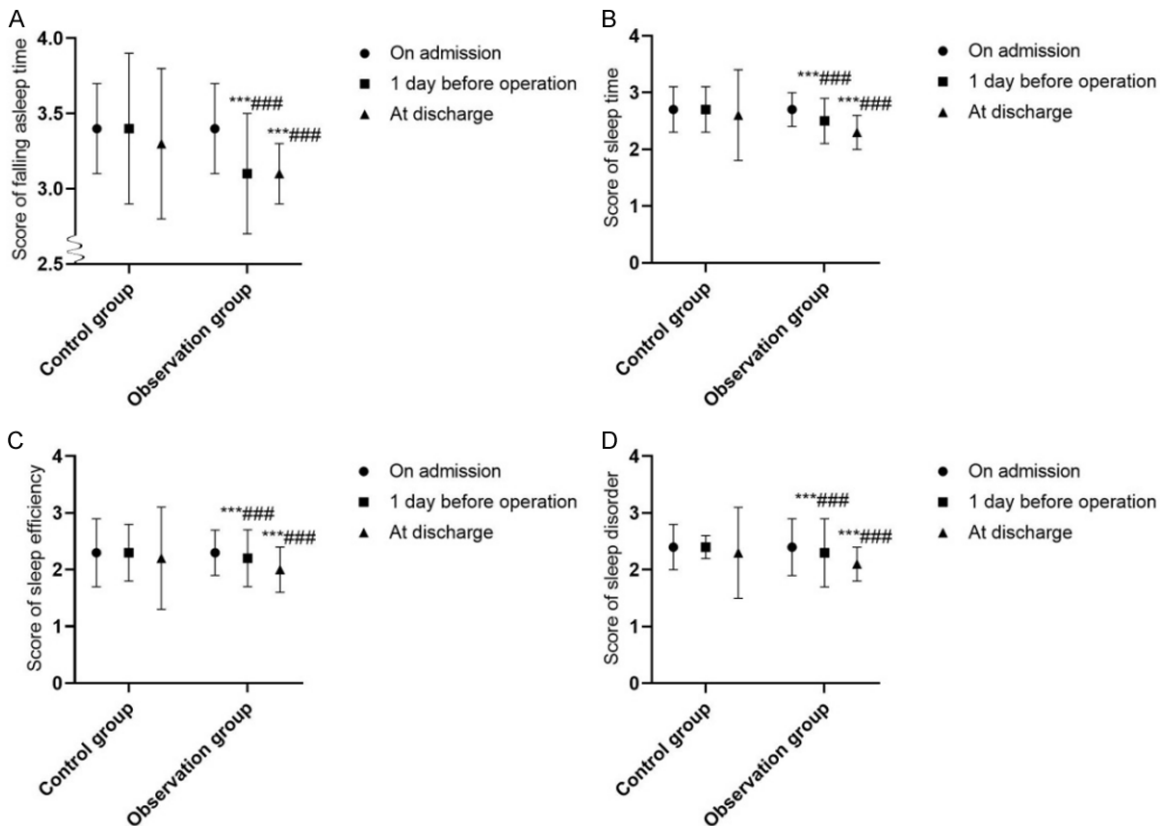 A
Score of falling asleep time
4.0
3.5
3.0
2.5
***###
***###
Control group
Observation group
On admission
1 day before operation
At discharge
B
Score of sleep time
4
3
2
1
0
***###
***###
Control group
Observation group
On admission
1 day before operation
At discharge
C
Score of sleep efficiency
4
3
2
1
0
***###
***###
Control group
Observation group
On admission
1 day before operation
At discharge
D
Score of sleep disorder
4
3
2
1
0
***###
***###
Control group
Observation group
On admission
1 day before operation
At discharge